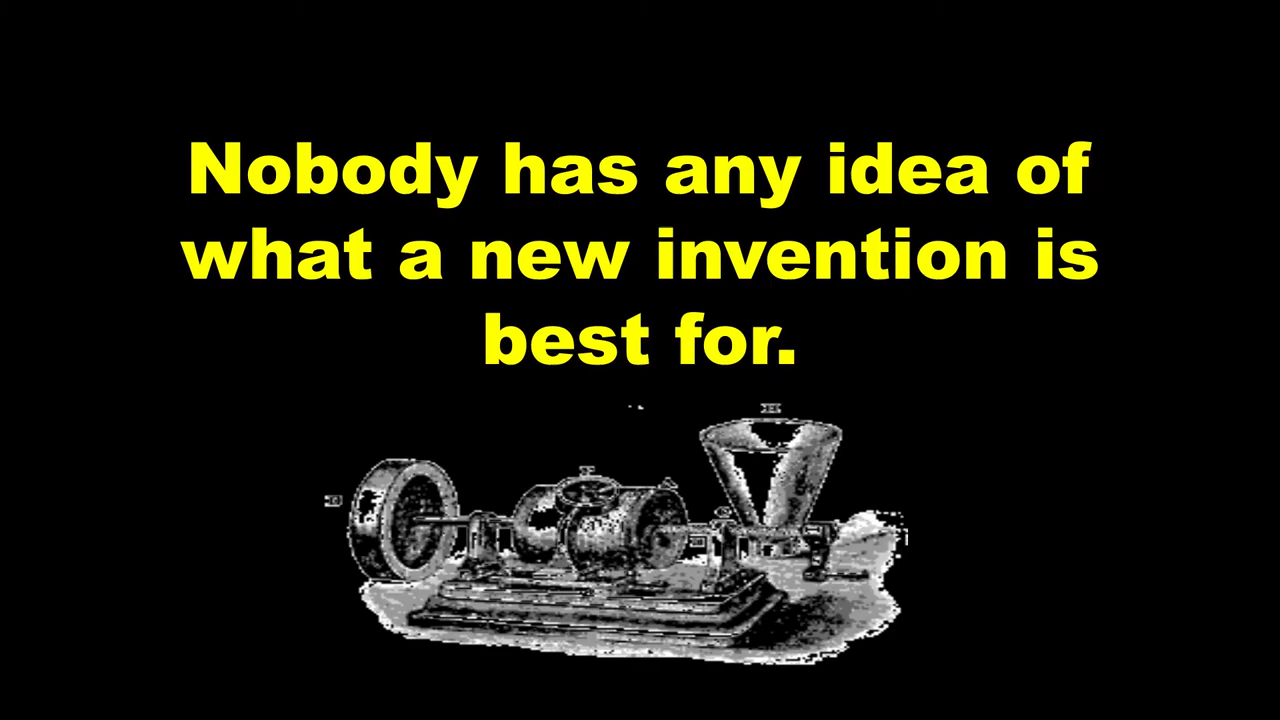 Nobody has any idea of
what a new invention is
best for.